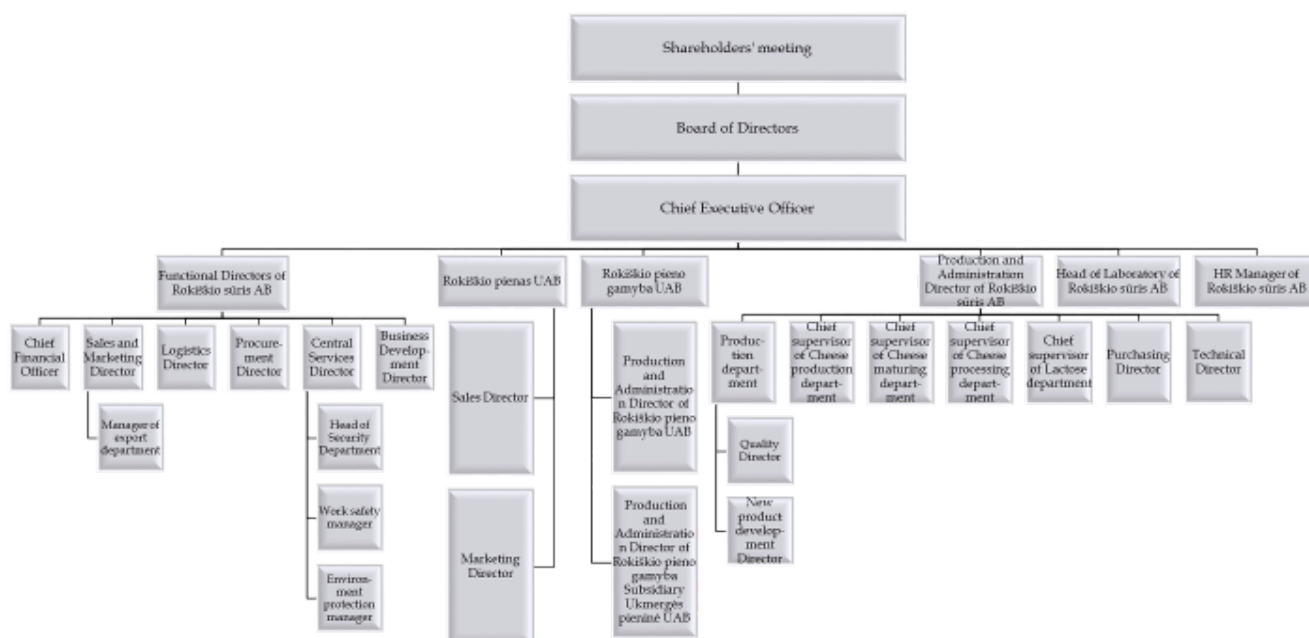 Shareholders' meeting
Board of Directors
Chief Executive Officer
Functional Directors of
Rokiškio sūris AB
Rokiškio pienas UAB
Rokiškio pieno
gamyba UAB
Production and
Administration
Director of Rokiškio
sūris AB
Head of Laboratory of
Rokiškio sūris AB
HR Manager of
Rokiškio sūris AB
Chief
Financial
Officer
Sales and
Marketing
Director
Logistics
Director
Procure-
ment
Director
Central
Services
Director
Business
Develop-
ment
Director
Manager of
export
department
Head of
Security
Department
Work safety
manager
Environ-
ment
protection
manager
Sales Director
Marketing
Director
Production
and
Administratio
n Director of
Rokiškio pieno
gamyba UAB
Production
and
Administratio
n Director of
Rokiškio pieno
gamyba
Subsidiary
Ukmergės
pieninė UAB
Produc-
tion
department
Chief
supervisor
of Cheese
production
depart-
ment
Chief
supervisor
of Cheese
maturing
depart-
ment
Chief
supervisor
of Cheese
processing
depart-
ment
Chief
supervisor
of Lactose
department
Purchasing
Director
Technical
Director
Quality
Director
New
product
develop-
ment
Director